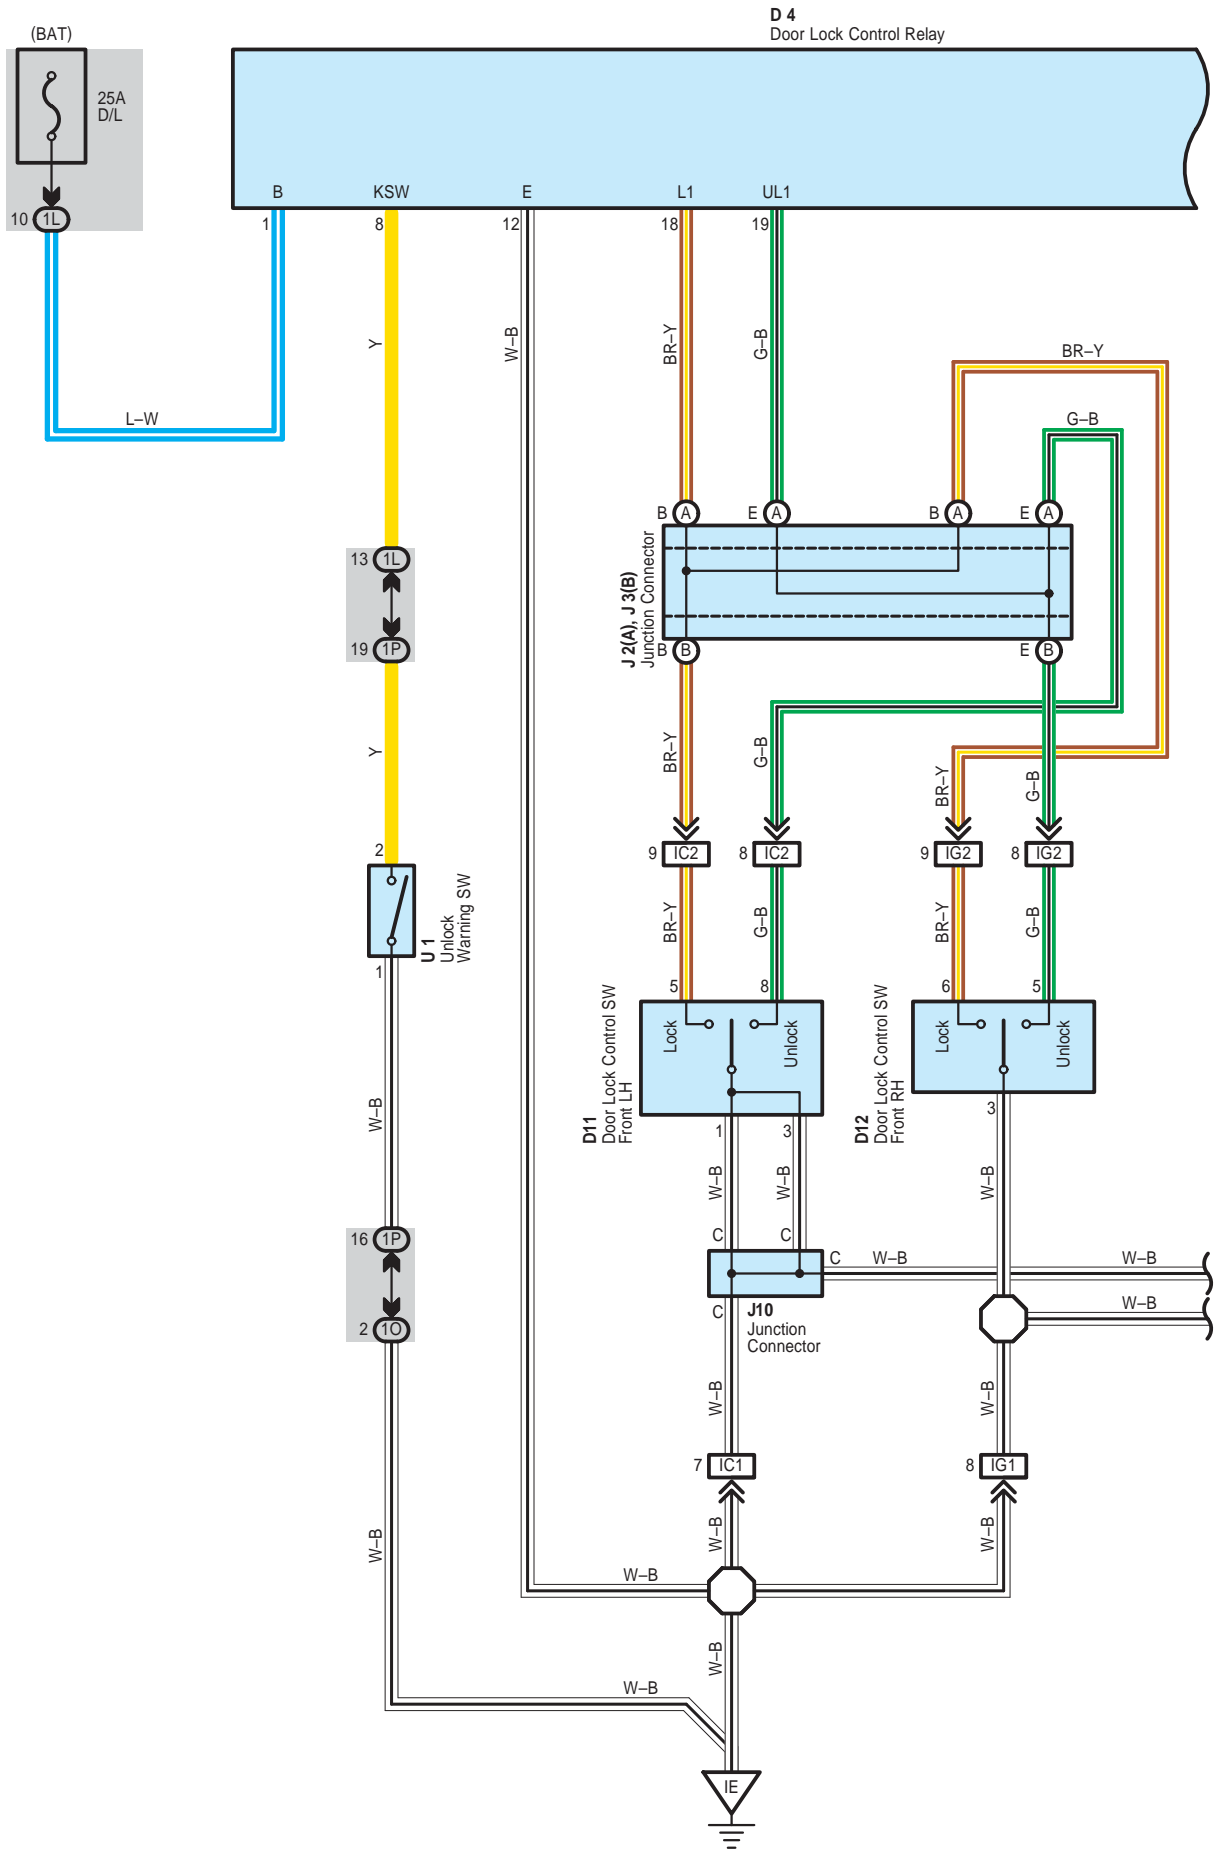 D 4
Door Lock Control Relay
(BAT)
25A
D/L
10 1L
B KSW E L1 UL1
1 8 12 18 19
Y
W–B
BR–Y
G–B
BR–Y
L–W
G–B
B A E A B A E A
13 1L
J 2(A), J 3(B)
Junction Connector
19 1P
B B E B
Y
BR–Y
G–B
BR–Y
G–B
2
9 IC2 8 IC2 9 IG2 8 IG2
U 1
Unlock
Warning SW
BR–Y
G–B
BR–Y
G–B
1
5 8 6 5
Lock
Unlock
Lock
Unlock
D11
Door Lock Control SW
Front LH
D12
Door Lock Control SW
Front RH
1 3 3
W–B
W–B
W–B
W–B
16 1P
C C
C W–B W–B
C J10
Junction
Connector
W–B
2 1O
W–B
W–B
7 IC1 8 IG1
W–B
W–B
W–B
W–B
W–B
W–B
IE